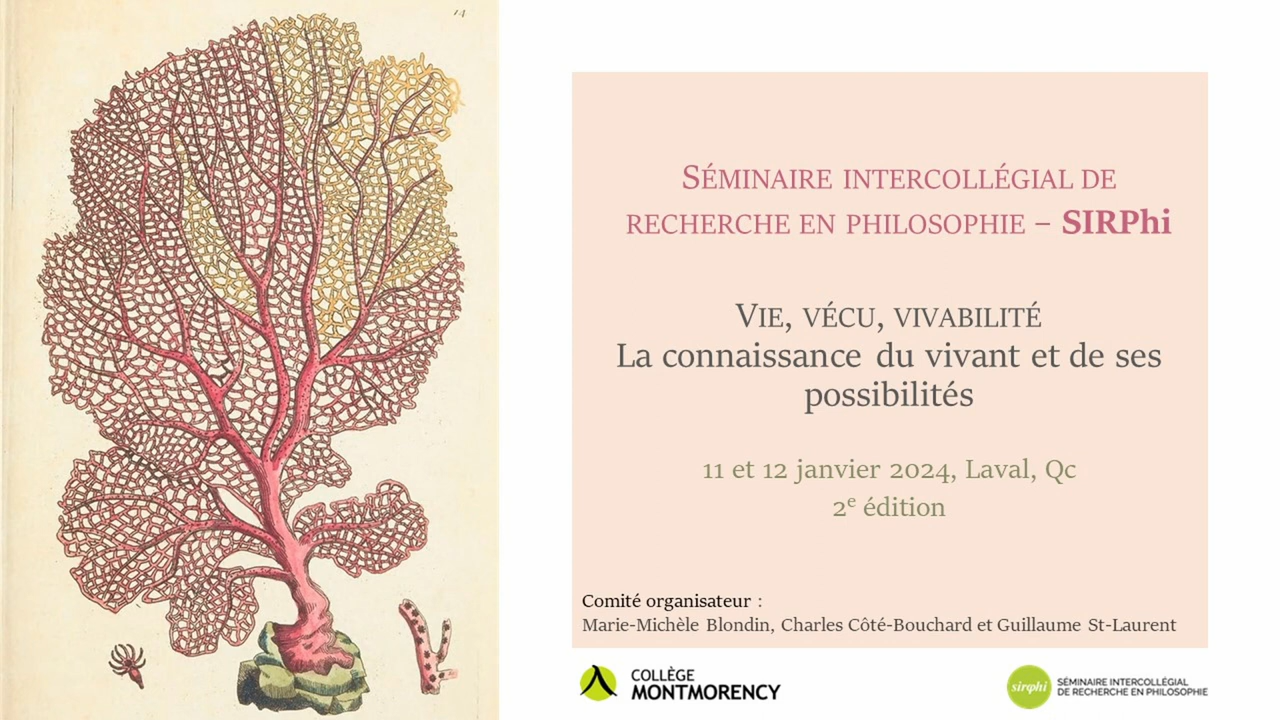 14
SÉMINAIRE INTERCOLLÉGIAL DE
RECHERCHE EN PHILOSOPHIE – SIRPhi
VIE, VÉCU, VIVABILITÉ
La connaissance du vivant et de ses
possibilités
11 et 12 janvier 2024, Laval, Qc
2e édition
Comité organisateur :
Marie-Michèle Blondin, Charles Côté-Bouchard et Guillaume St-Laurent
COLLÈGE
MONTMORENCY
sirphi
SÉMINAIRE INTERCOLLÉGIAL
DE RECHERCHE EN PHILOSOPHIE